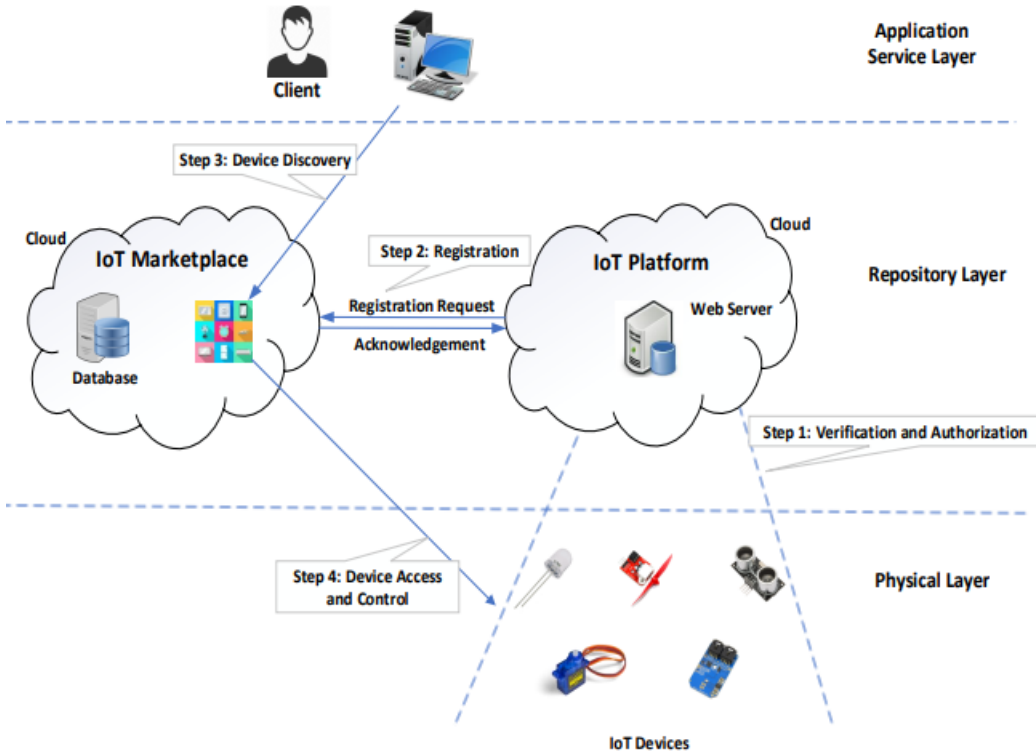 Application
Service Layer
Client
Step 3: Device Discovery
Cloud
IoT Marketplace
Database
Step 2: Registration
Registration Request
Acknowledgement
Cloud
IoT Platform
Web Server
Repository Layer
Step 1: Verification and Authorization
Step 4: Device Access
and Control
Physical Layer
IoT Devices